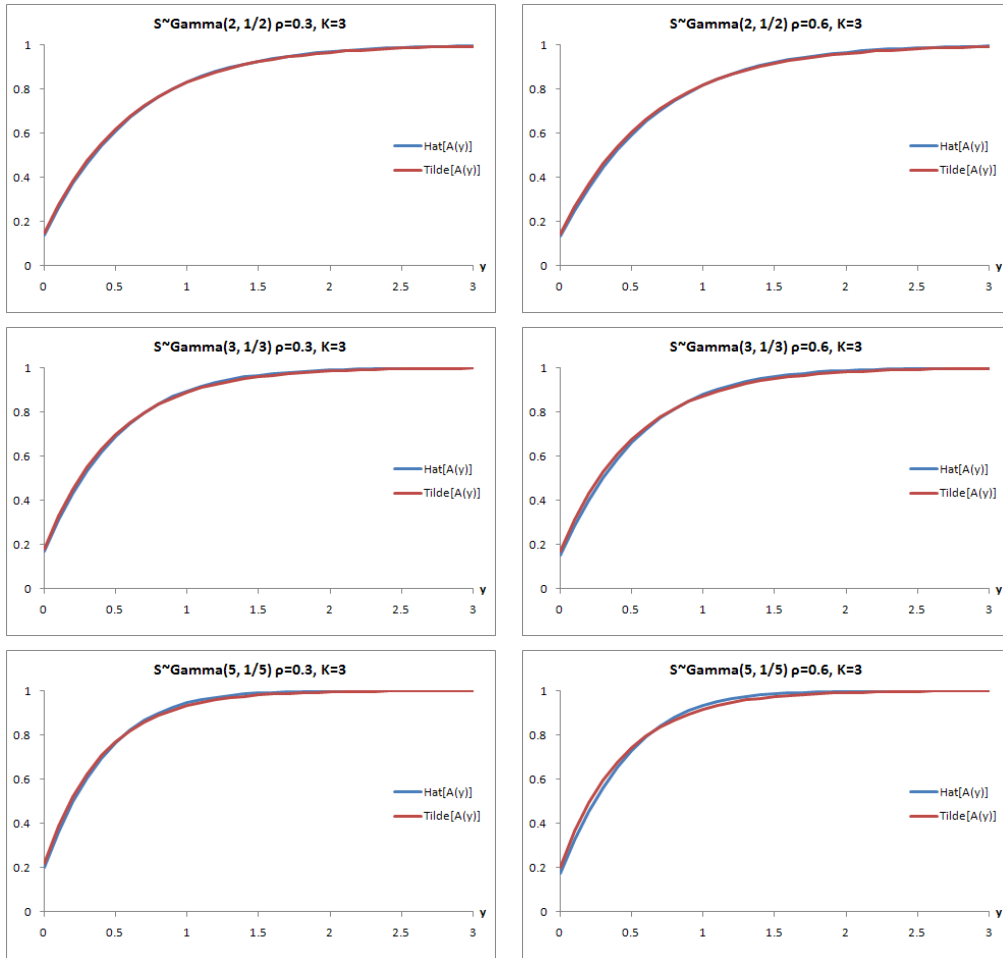 S~Gamma(2, 1/2) ρ=0.3, K=3
1
0.8
0.6
0.4
0.2
0
Hat[A(y)]
Tilde[A(y)]
y
0 0.5 1 1.5 2 2.5 3
S~Gamma(2, 1/2) ρ=0.6, K=3
1
0.8
0.6
0.4
0.2
0
Hat[A(y)]
Tilde[A(y)]
y
0 0.5 1 1.5 2 2.5 3
S~Gamma(3, 1/3) ρ=0.3, K=3
1
0.8
0.6
0.4
0.2
0
Hat[A(y)]
Tilde[A(y)]
y
0 0.5 1 1.5 2 2.5 3
S~Gamma(3, 1/3) ρ=0.6, K=3
1
0.8
0.6
0.4
0.2
0
Hat[A(y)]
Tilde[A(y)]
y
0 0.5 1 1.5 2 2.5 3
S~Gamma(5, 1/5) ρ=0.3, K=3
1
0.8
0.6
0.4
0.2
0
Hat[A(y)]
Tilde[A(y)]
y
0 0.5 1 1.5 2 2.5 3
S~Gamma(5, 1/5) ρ=0.6, K=3
1
0.8
0.6
0.4
0.2
0
Hat[A(y)]
Tilde[A(y)]
y
0 0.5 1 1.5 2 2.5 3